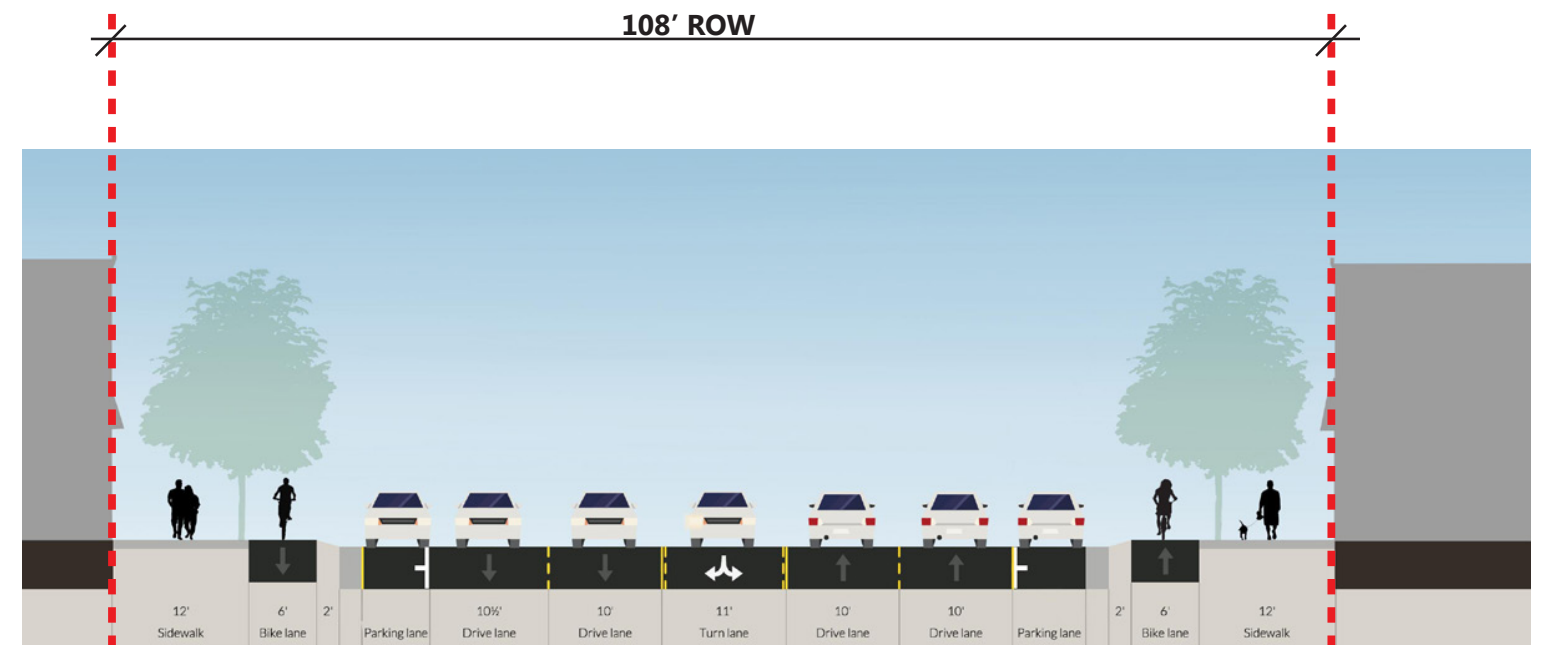 108’ ROW
12' 6' 2' 10½' 10' 11' 10' 10' 2' 6' 12'
Sidewalk Bike lane Parking lane Drive lane Drive lane Turn lane Drive lane Drive lane Parking lane Bike lane Sidewalk